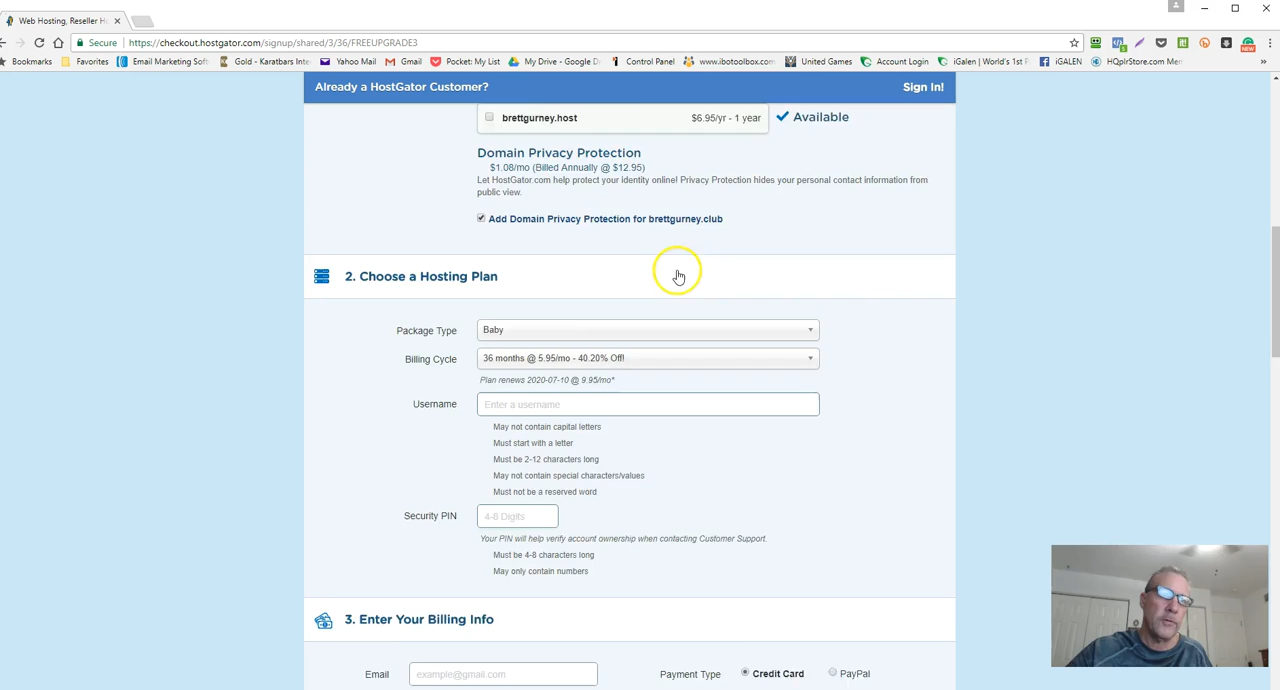 Web Hosting, Reseller H
Secure
https://checkout.hostgator.com/signup/shared/3/36/FREEUPGRADE3
Bookmarks
Favorites
Email Marketing Soft
Gold - Karatbars Intern
Yahoo Mail
Gmail
Pocket: My List
My Drive - Google D
Control Panel
www.ibotoolbox.com
United Games
Account Login
iGalen | World's 1st P
iGALEN
HQplrStore.com Mem
»
Already a HostGator Customer?
Sign In!
brettgurney.host
$6.95/yr - 1 year
Available
Domain Privacy Protection
$1.08/mo (Billed Annually @ $12.95)
Let HostGator.com help protect your identity online! Privacy Protection hides your personal contact information from
public view.
Add Domain Privacy Protection for brettgurney.club
2. Choose a Hosting Plan
Package Type
Baby
Billing Cycle
36 months @ 5.95/mo - 40.20% Off!
Plan renews 2020-07-10 @ 9.95/mo*
Username
Enter a username
May not contain capital letters
Must start with a letter
Must be 2-12 characters long
May not contain special characters/values
Must not be a reserved word
Security PIN
4-8 Digits
Your PIN will help verify account ownership when contacting Customer Support.
Must be 4-8 characters long
May only contain numbers
3. Enter Your Billing Info
Email
example@gmail.com
Payment Type
Credit Card
PayPal